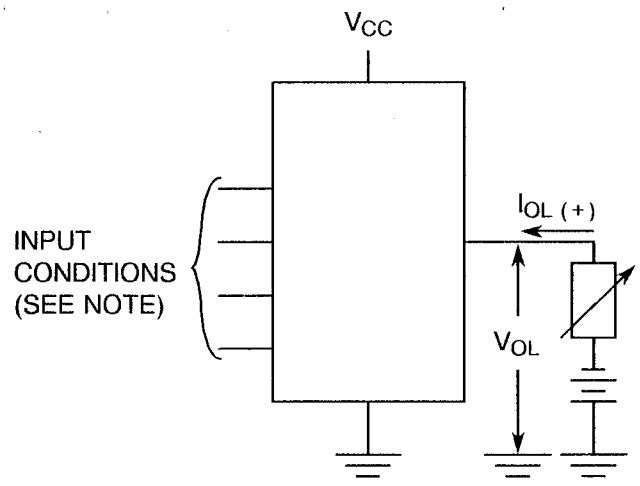 VCC
IOL (+)
INPUT
CONDITIONS
(SEE NOTE)
VOL